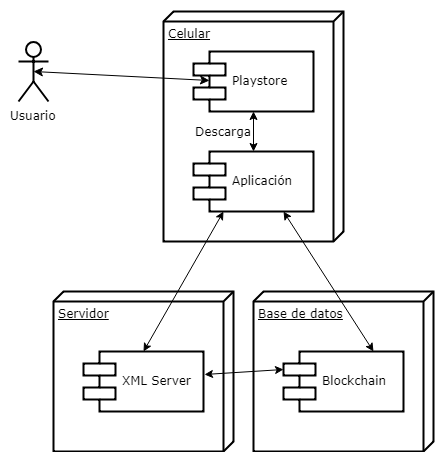 Celular
Playstore
Usuario
Descarga
Aplicación
Servidor
Base de datos
XML Server
Blockchain